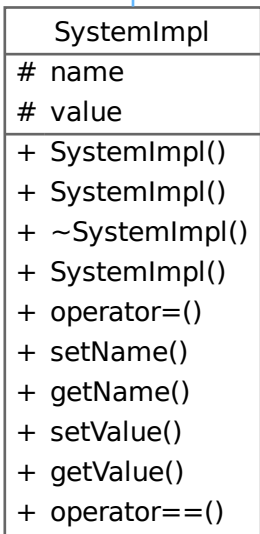 SystemImpl
# name
# value
+ SystemImpl()
+ SystemImpl()
+ ~SystemImpl()
+ SystemImpl()
+ operator=()
+ setName()
+ getName()
+ setValue()
+ getValue()
+ operator==()